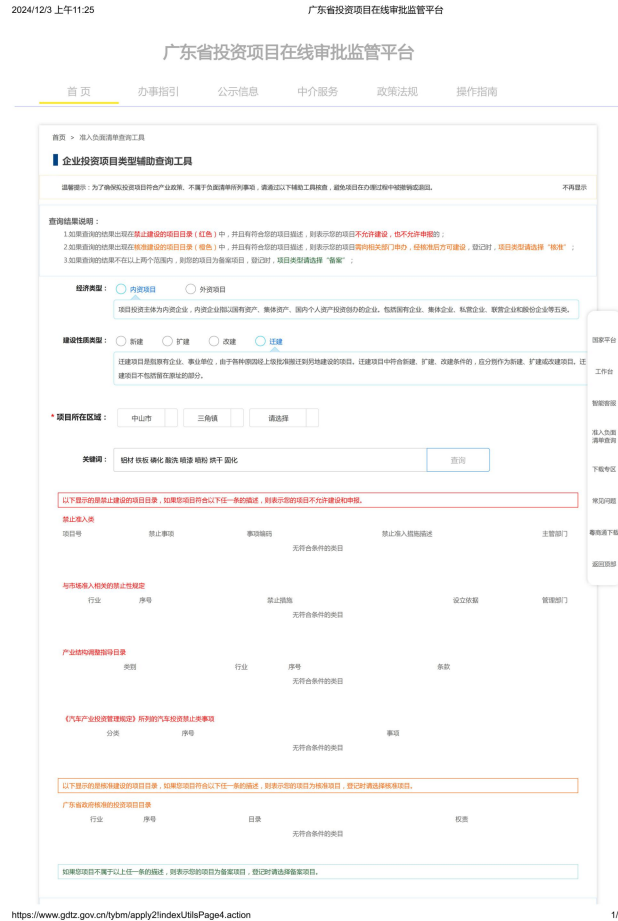 2024/12/3 上午11:25 广东省投资项目在线审批监管平台
广东省投资项目在线审批监管平台
首页 办事指引 公示信息 中介服务 政策法规 操作指南
首页 > 准入负面清单查询工具
企业投资项目类型辅助查询工具
温馨提示：为了确保拟投资项目符合产业政策、不属于负面清单所列事项，请通过以下辅助工具核查，避免项目在办理过程中被撤销或退回。 不再显示
查询结果说明：
1.如果查询的结果出现在禁止建设的项目目录（红色）中，并且有符合您的项目描述，则表示您的项目不允许建设，也不允许申报的；
2.如果查询的结果出现在核准建设的项目目录（橙色）中，并且有符合您的项目描述，则表示您的项目需向相关部门申办，经核准后方可建设，登记时，项目类型请选择“核准”；
3.如果查询的结果不在以上两个范围内，则您的项目为备案项目，登记时，项目类型请选择“备案”；
经济类型： 内资项目 外资项目
项目投资主体为内资企业，内资企业指以国有资产、集体资产、国内个人资产投资创办的企业。包括国有企业、集体企业、私营企业、联营企业和股份企业等五类。
建设性质类型： 新建 扩建 改建 迁建
迁建项目是指原有企业、事业单位，由于各种原因经上级批准搬迁到另地建设的项目。迁建项目中符合新建、扩建、改建条件的，应分别作为新建、扩建或改建项目。迁
建项目不包括留在原址的部分。
* 项目所在区域： 中山市 三角镇 请选择
关键词： 铝材 铁板 磷化 酸洗 喷漆 喷粉 烘干 固化 查询
以下显示的是禁止建设的项目目录，如果您项目符合以下任一条的描述，则表示您的项目不允许建设和申报。
禁止准入类
项目号 禁止事项 事项编码 禁止准入措施描述 主管部门
无符合条件的类目
与市场准入相关的禁止性规定
行业 序号 禁止措施 设立依据 管理部门
无符合条件的类目
产业结构调整指导目录
类别 行业 序号 条款
无符合条件的类目
《汽车产业投资管理规定》所列的汽车投资禁止类事项
分类 序号 事项
无符合条件的类目
以下显示的是核准建设的项目目录，如果您项目符合以下任一条的描述，则表示您的项目为核准项目，登记时请选择核准项目。
广东省政府核准的投资项目目录
行业 序号 目录 权责
无符合条件的类目
如果您项目不属于以上任一条的描述，则表示您的项目为备案项目，登记时请选择备案项目。
国家平台
工作台
智能客服
准入负面
清单查询
下载专区
常见问题
粤商通下载
返回顶部
https://www.gdtz.gov.cn/tybm/apply2!indexUtilsPage4.action 1/